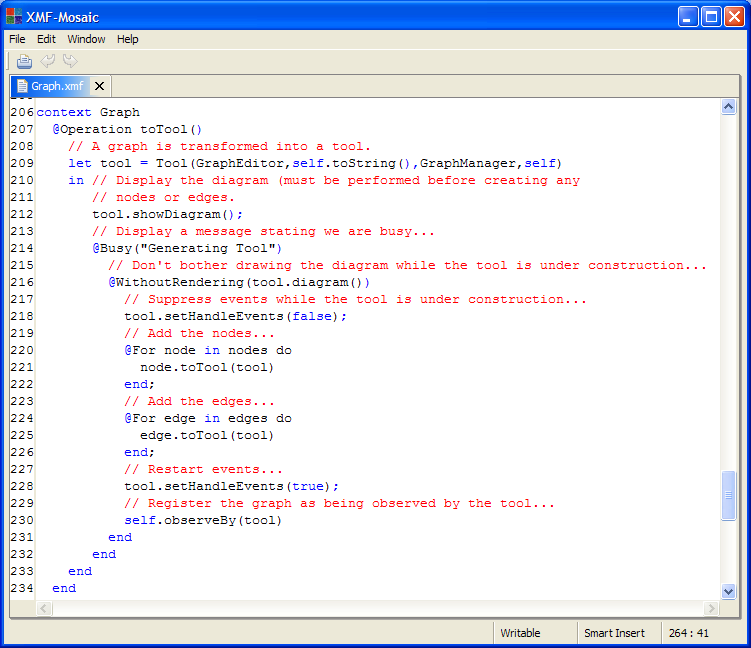 XMF-Mosaic
File Edit Window Help
Graph.xmf
206 context Graph
207   @Operation toTool()
208     // A graph is transformed into a tool.
209     let tool = Tool(GraphEditor,self.toString(),GraphManager,self)
210     in // Display the diagram (must be performed before creating any
211        // nodes or edges.
212        tool.showDiagram();
213        // Display a message stating we are busy...
214        @Busy("Generating Tool")
215          // Don't bother drawing the diagram while the tool is under construction...
216          @WithoutRendering(tool.diagram())
217            // Suppress events while the tool is under construction...
218            tool.setHandleEvents(false);
219            // Add the nodes...
220            @For node in nodes do
221              node.toTool(tool)
222            end;
223            // Add the edges...
224            @For edge in edges do
225              edge.toTool(tool)
226            end;
227            // Restart events...
228            tool.setHandleEvents(true);
229            // Register the graph as being observed by the tool...
230            self.observeBy(tool)
231          end
232        end
233     end
234   end
Writable Smart Insert 264 : 41